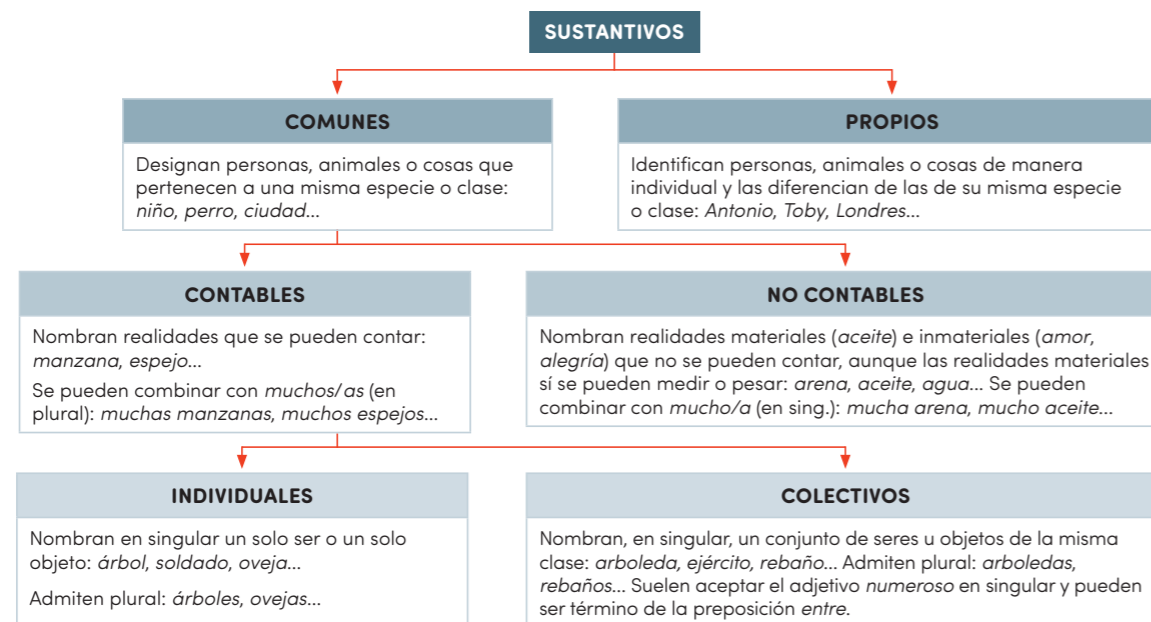 SUSTANTIVOS
COMUNES
Designan personas, animales o cosas que
pertenecen a una misma especie o clase:
niño, perro, ciudad...
PROPIOS
Identifican personas, animales o cosas de manera
individual y las diferencian de las de su misma especie
o clase: Antonio, Toby, Londres...
CONTABLES
Nombran realidades que se pueden contar:
manzana, espejo...
Se pueden combinar con muchos/as (en
plural): muchas manzanas, muchos espejos...
NO CONTABLES
Nombran realidades materiales (aceite) e inmateriales (amor,
alegría) que no se pueden contar, aunque las realidades materiales
sí se pueden medir o pesar: arena, aceite, agua... Se pueden
combinar con mucho/a (en sing.): mucha arena, mucho aceite...
INDIVIDUALES
Nombran en singular un solo ser o un solo
objeto: árbol, soldado, oveja...
Admiten plural: árboles, ovejas...
COLECTIVOS
Nombran, en singular, un conjunto de seres u objetos de la misma
clase: arboleda, ejército, rebaño... Admiten plural: arboledas,
rebaños... Suelen aceptar el adjetivo numeroso en singular y pueden
ser término de la preposición entre.